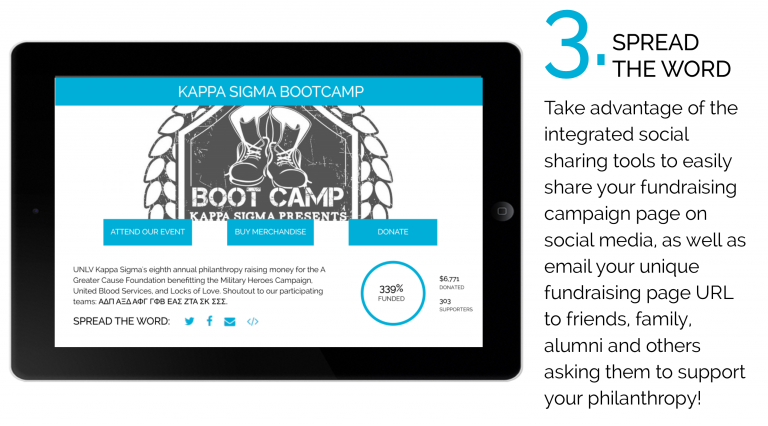 KAPPA SIGMA BOOTCAMP
BOOT CAMP
KAPPA SIGMA PRESENTS
ATTEND OUR EVENT
BUY MERCHANDISE
DONATE
UNLV Kappa Sigma's eighth annual philanthropy raising money for the A
Greater Cause Foundation benefitting the Military Heroes Campaign,
United Blood Services, and Locks of Love. Shoutout to our participating
teams: ΑΔΠ ΑΞΔ ΑΦΓ ΓΦΒ ΕΑΣ ΖΤΑ ΣΚ ΣΣΣ.
339%
FUNDED
$6,771
DONATED
303
SUPPORTERS
SPREAD THE WORD:
3. SPREAD
THE WORD
Take advantage of the
integrated social
sharing tools to easily
share your fundraising
campaign page on
social media, as well as
email your unique
fundraising page URL
to friends, family,
alumni and others
asking them to support
your philanthropy!